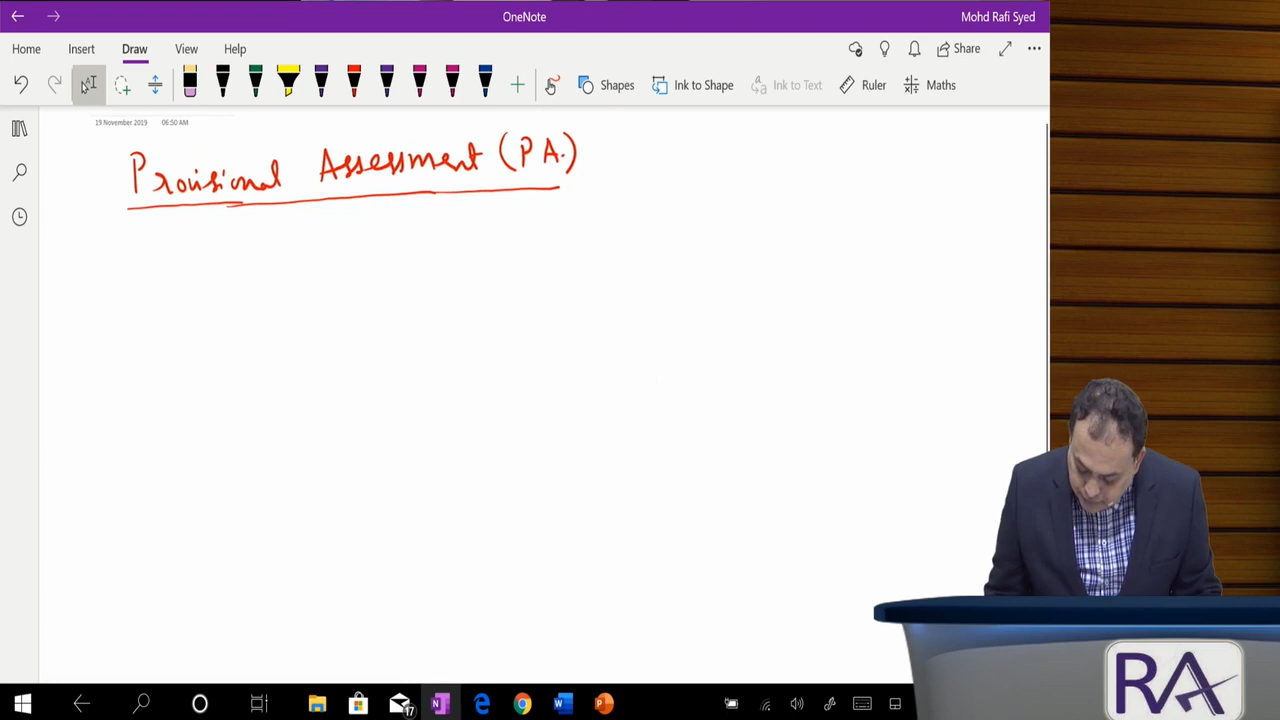 OneNote
Mohd Rafi Syed
Home Insert Draw View Help
Share
Shapes Ink to Shape Ink to Text Ruler Maths
19 November 2019 06:50 AM
Provisional Assessment (P A.)
17
RA